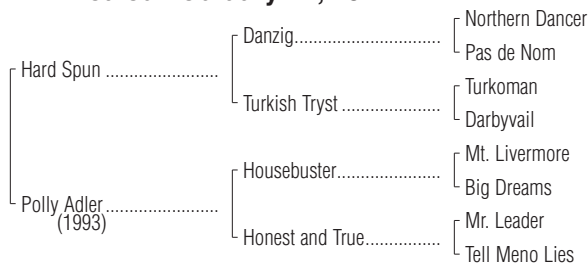 Northern Dancer
Danzig
Pas de Nom
Hard Spun
Turkoman
Turkish Tryst
Darbyvail
Mt. Livermore
Housebuster
Big Dreams
Polly Adler
(1993)
Mr. Leader
Honest and True
Tell Meno Lies